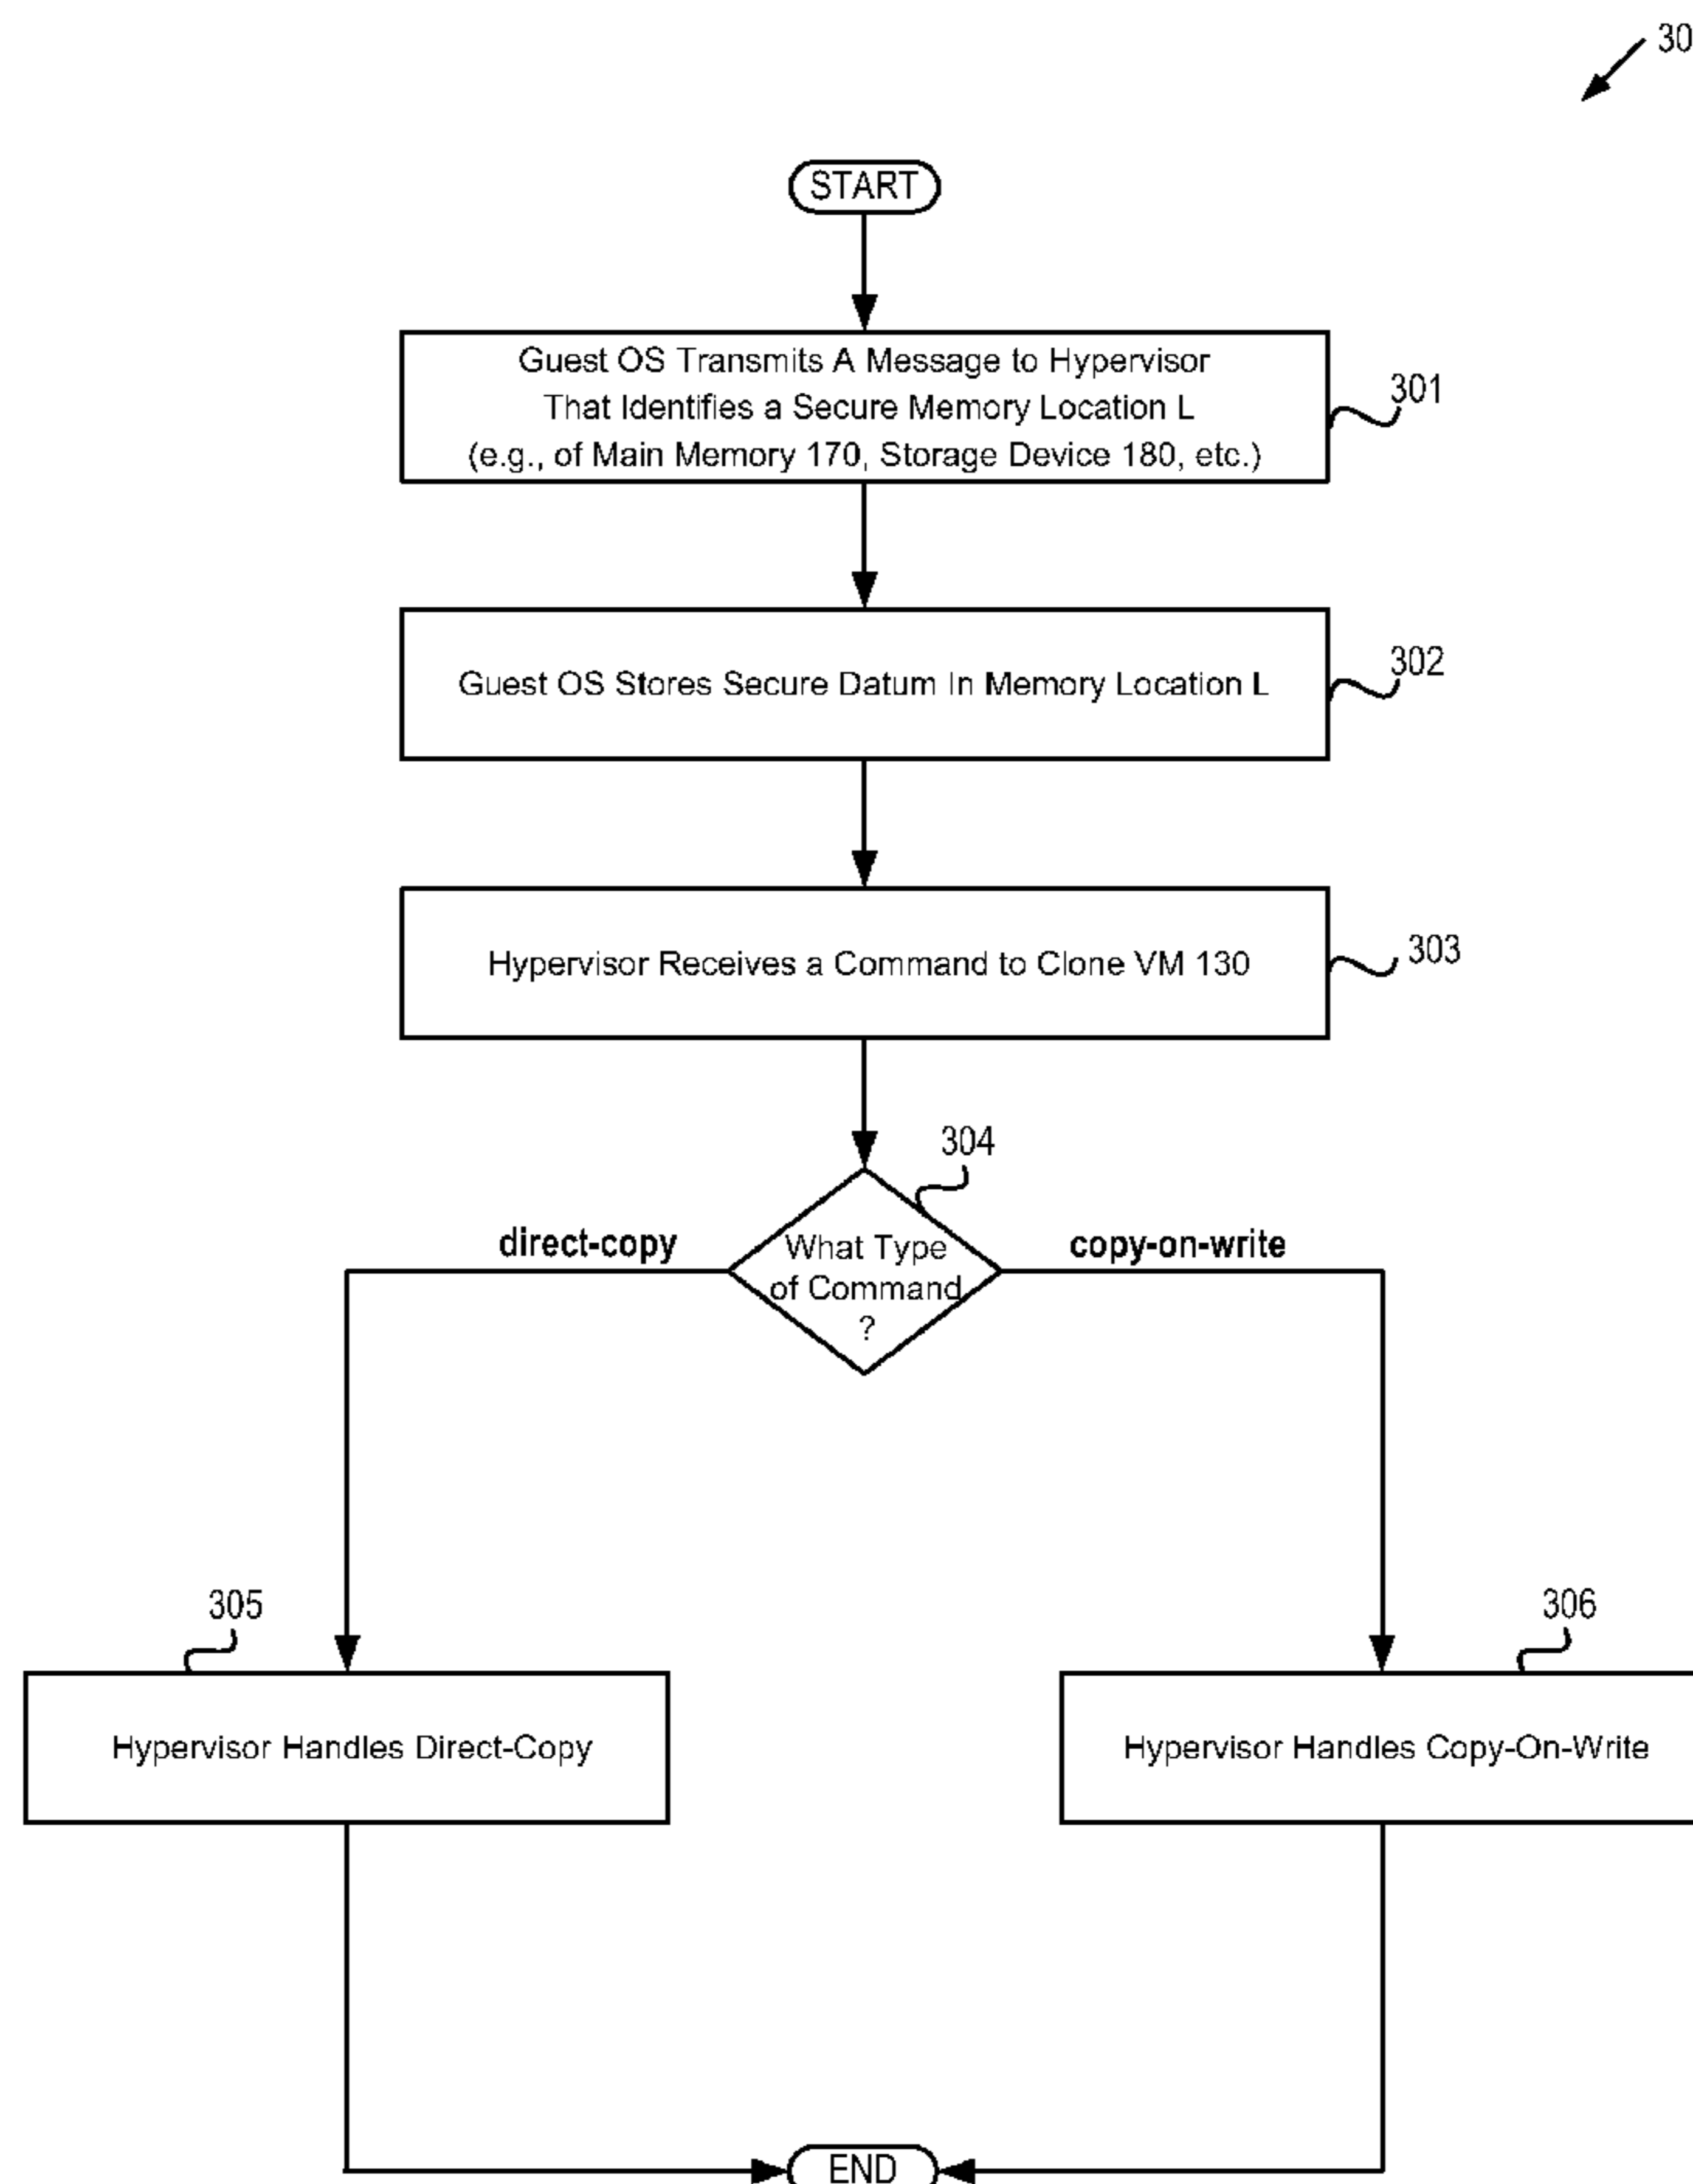 30
START
Guest OS Transmits A Message to Hypervisor
That Identifies a Secure Memory Location L
(e.g., of Main Memory 170, Storage Device 180, etc.)
301
Guest OS Stores Secure Datum In Memory Location L
302
Hypervisor Receives a Command to Clone VM 130
303
304
direct-copy
What Type
of Command
?
copy-on-write
305
306
Hypervisor Handles Direct-Copy
Hypervisor Handles Copy-On-Write
END